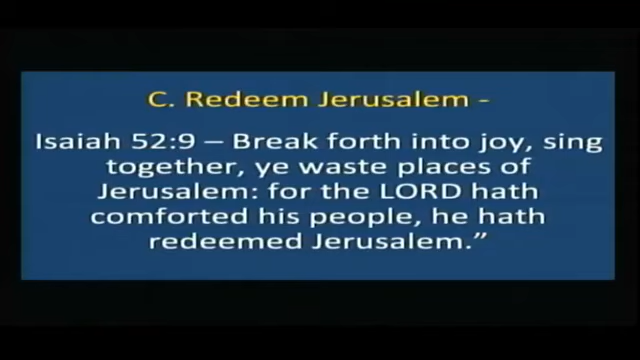 C. Redeem Jerusalem -
Isaiah 52:9 – Break forth into joy, sing
together, ye waste places of
Jerusalem: for the LORD hath
comforted his people, he hath
redeemed Jerusalem.”